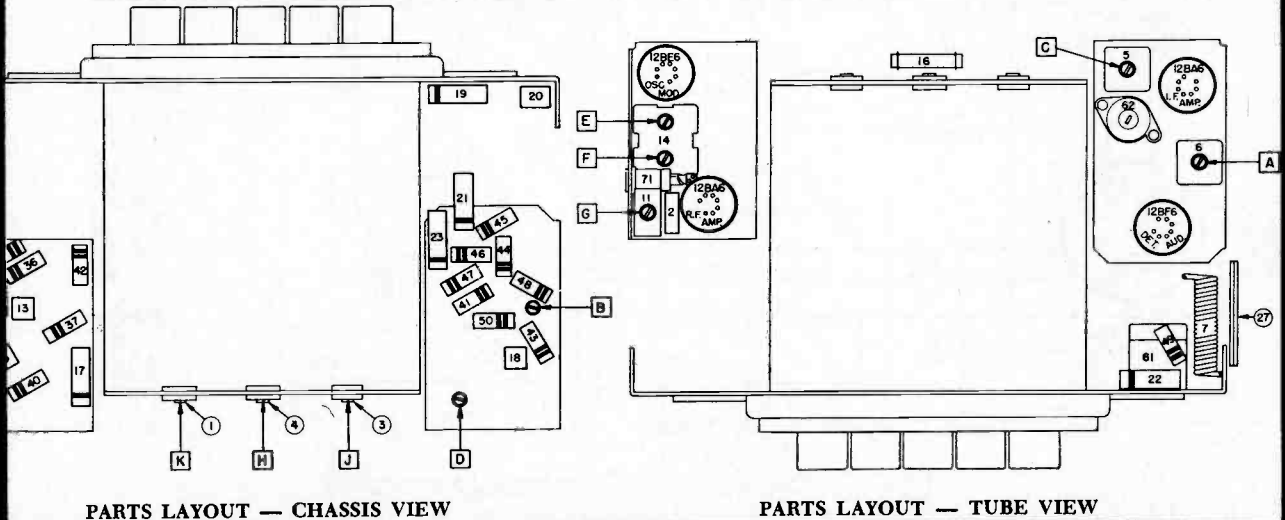 19
20
21
45
23
46
44
47
48
41
50
43
18
B
D
36
42
13
37
40
17
1
4
3
K
H
J
PARTS LAYOUT — CHASSIS VIEW
12BE6
OSC
MOD.
E
14
F
71
G
11
2
12BA6
R.F.
AMP.
16
C
5
12BA6
I.F.
AMP.
62
6
A
12BF6
DET. AUD.
7
27
61
22
PARTS LAYOUT — TUBE VIEW